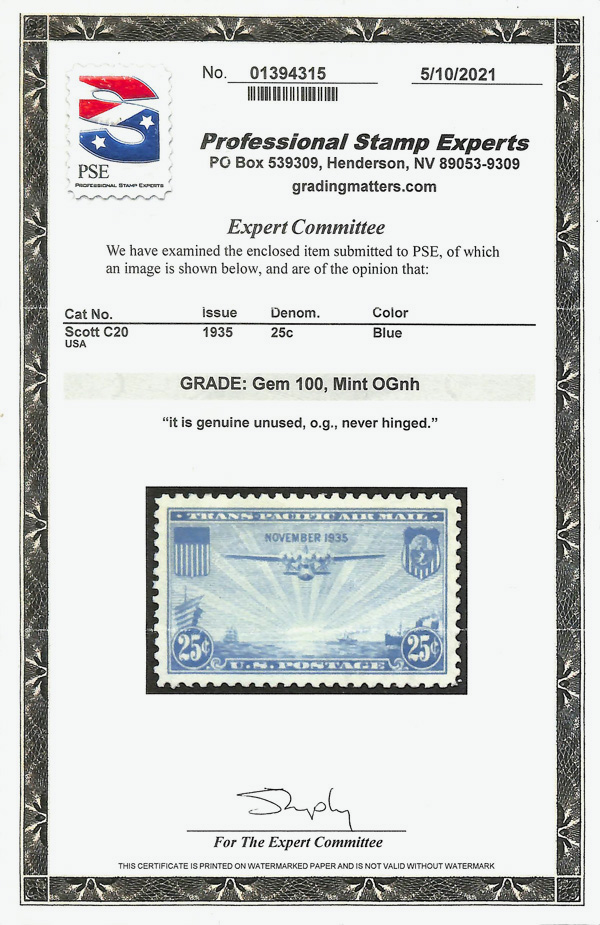 No. 01394315 5/10/2021
PSE
PROFESSIONAL STAMP EXPERTS
Professional Stamp Experts
PO Box 539309, Henderson, NV 89053-9309
gradingmatters.com
Expert Committee
We have examined the enclosed item submitted to PSE, of which
an image is shown below, and are of the opinion that:
Cat No. Issue Denom. Color
Scott C20 1935 25c Blue
USA
GRADE: Gem 100, Mint OGnh
“it is genuine unused, o.g., never hinged.”
TRANS-PACIFIC AIR MAIL
NOVEMBER 1935
25¢ 25¢
U.S. POSTAGE
For The Expert Committee
THIS CERTIFICATE IS PRINTED ON WATERMARKED PAPER AND IS NOT VALID WITHOUT WATERMARK